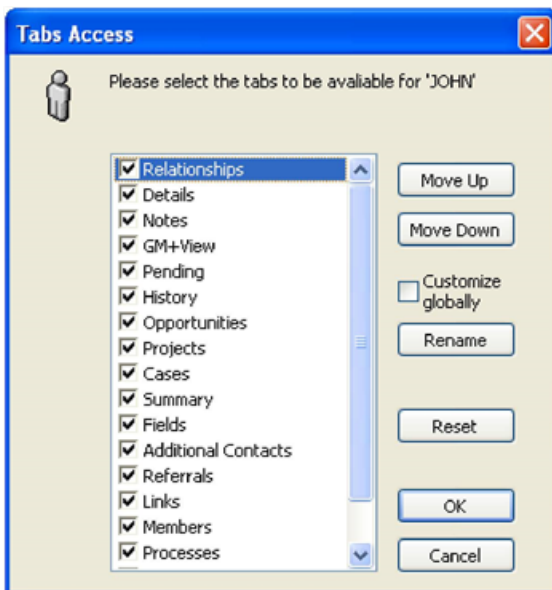 Tabs Access
Please select the tabs to be avaliable for 'JOHN'
Relationships
Details
Notes
GM+View
Pending
History
Opportunities
Projects
Cases
Summary
Fields
Additional Contacts
Referrals
Links
Members
Processes
Move Up
Move Down
Customize
globally
Rename
Reset
OK
Cancel